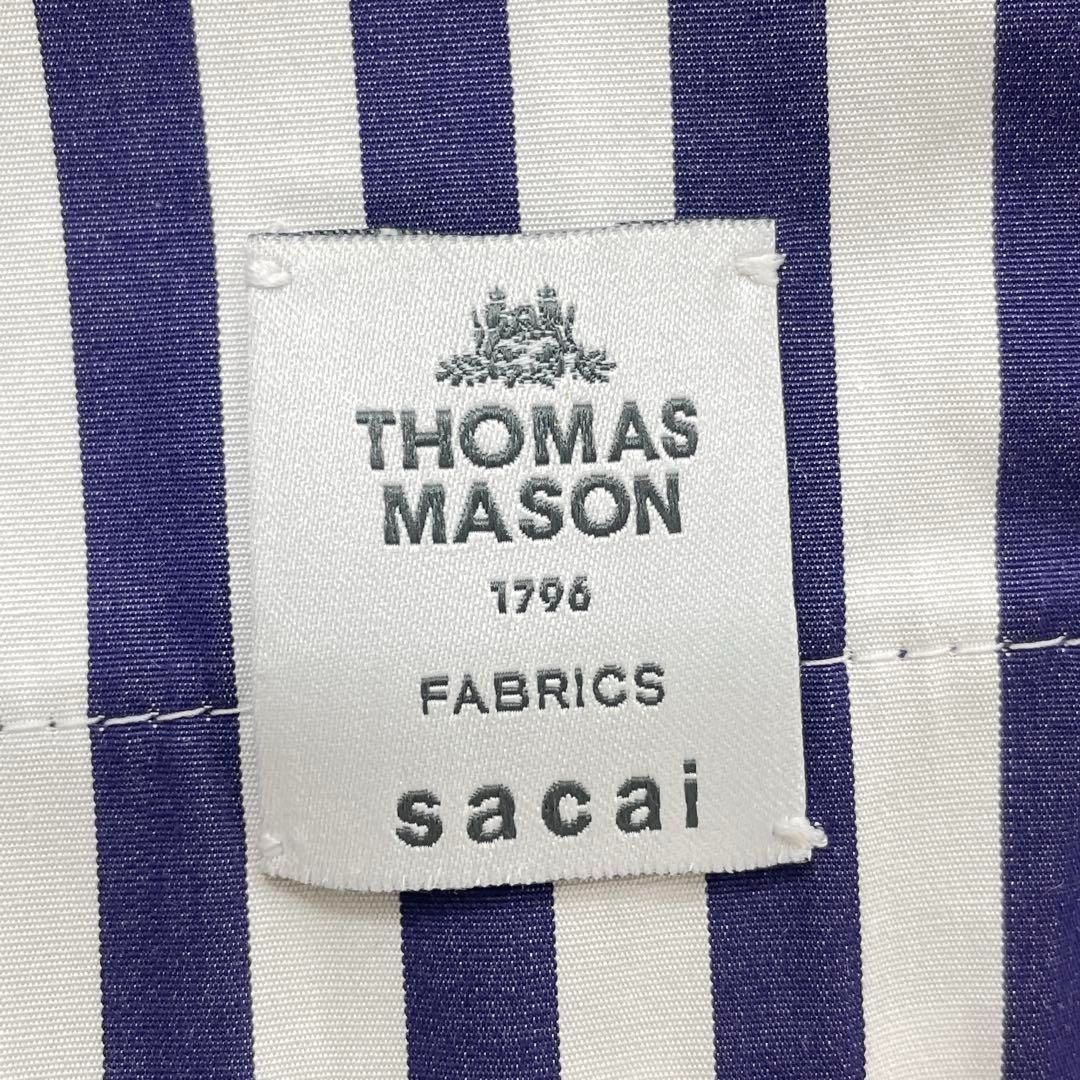 THOMAS
MASON
1796
FABRICS
sacai